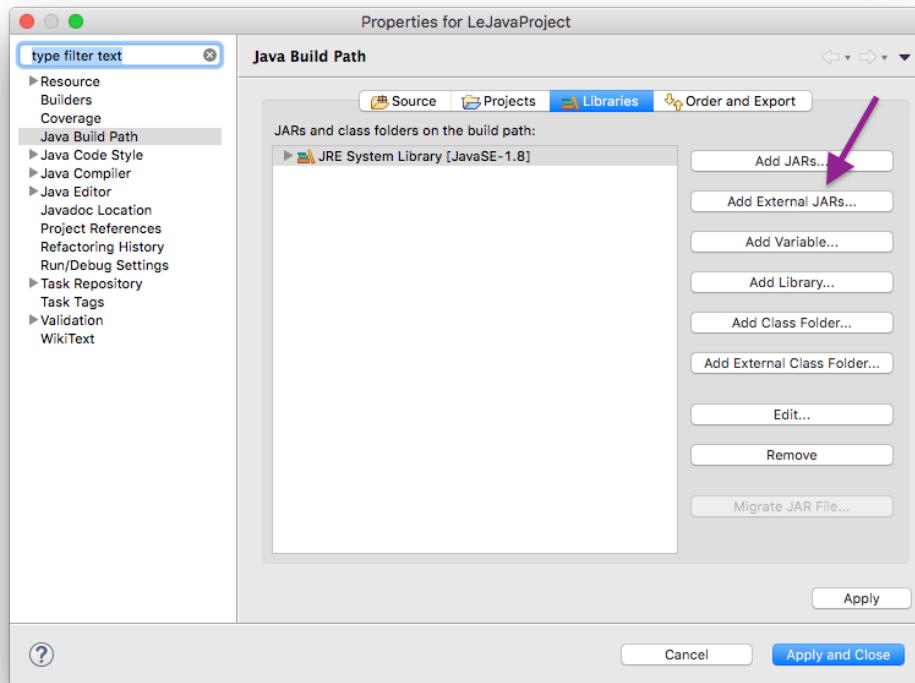 Properties for LeJavaProject
type filter text
Resource
Builders
Coverage
Java Build Path
Java Code Style
Java Compiler
Java Editor
Javadoc Location
Project References
Refactoring History
Run/Debug Settings
Task Repository
Task Tags
Validation
WikiText
Java Build Path
Source Projects Libraries Order and Export
JARs and class folders on the build path:
JRE System Library [JavaSE-1.8]
Add JARs...
Add External JARs...
Add Variable...
Add Library...
Add Class Folder...
Add External Class Folder...
Edit...
Remove
Migrate JAR File...
Apply
?
Cancel Apply and Close